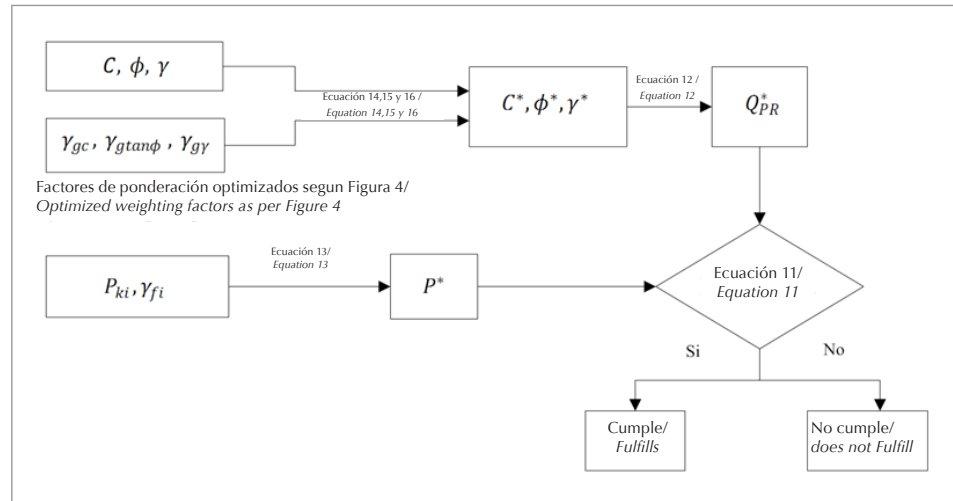 C, ϕ, γ
Ecuación 14,15 y 16 /
Equation 14,15 y 16
C*, ϕ*, γ*
Ecuación 12 /
Equation 12
Q*PR
γgc , γgtanϕ , γgγ
Factores de ponderación optimizados segun Figura 4/
Optimized weighting factors as per Figure 4
Pki, γfi
Ecuación 13/
Equation 13
P*
Ecuación 11/
Equation 11
Si
No
Cumple/
Fulfills
No cumple/
does not Fulfill